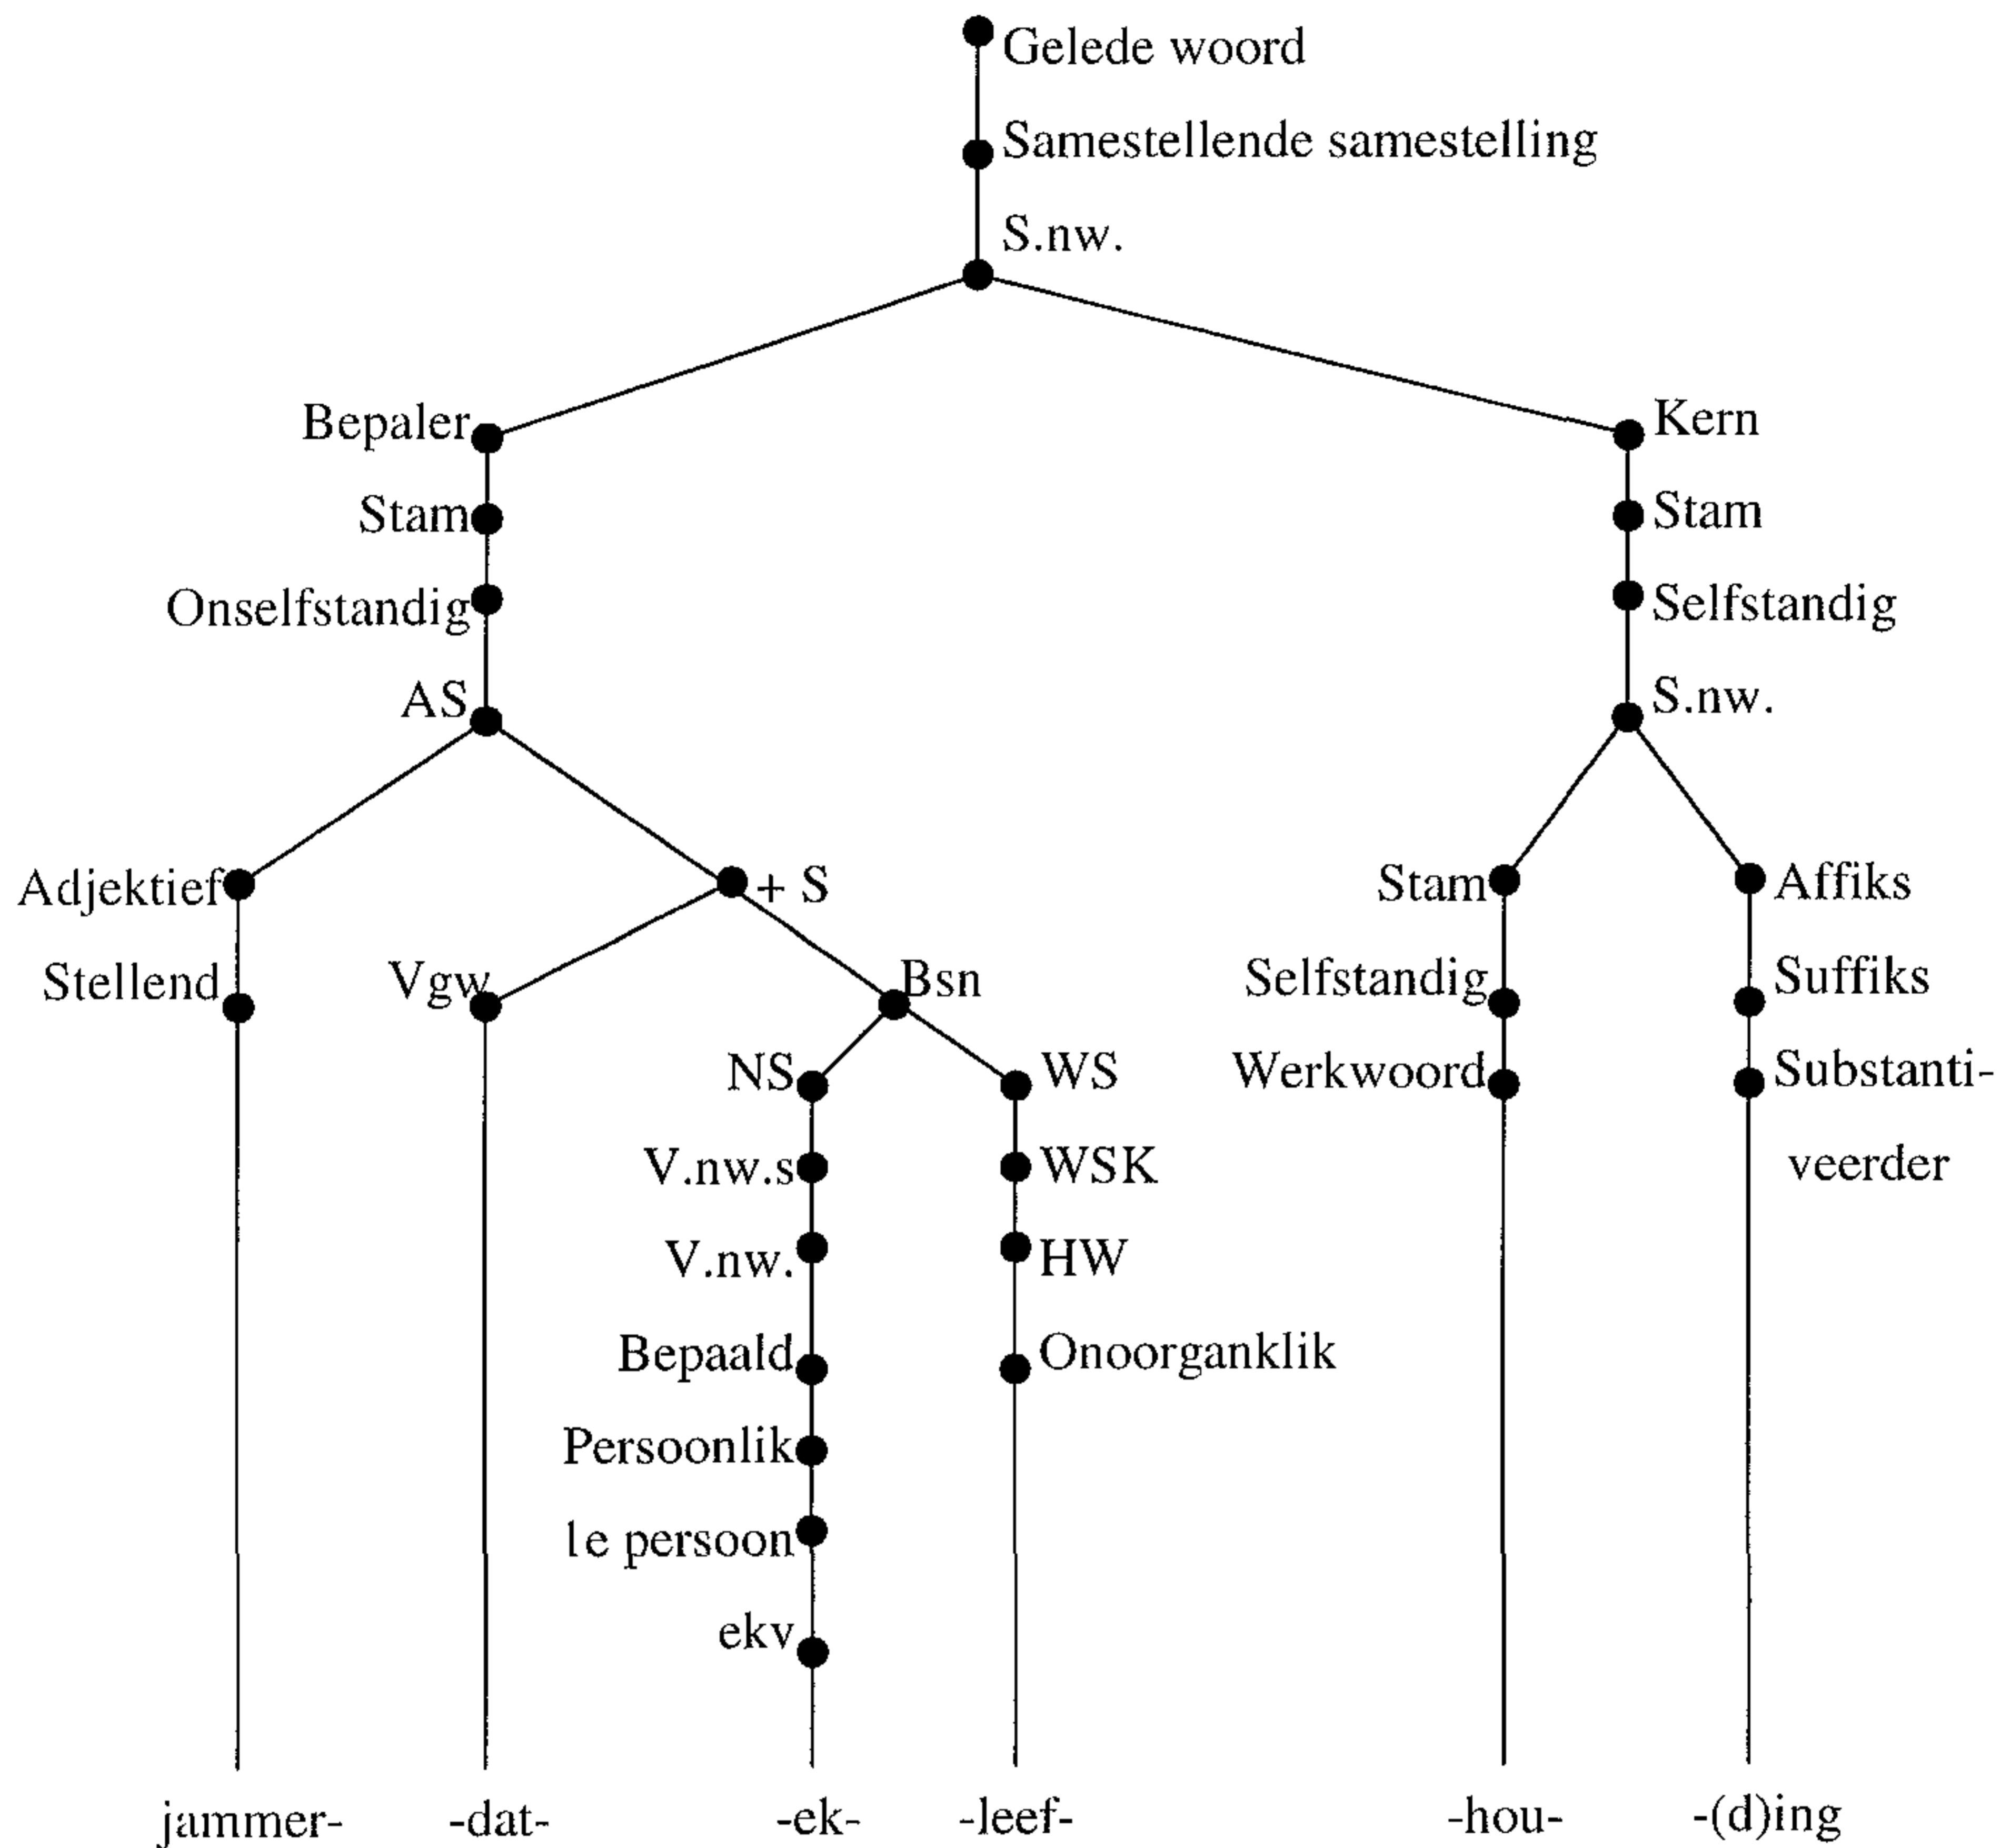 Gelede woord
Samestellende samestelling
S.nw.
Bepaler
Kern
Stam
Stam
Onselfstandig
Selfstandig
AS
S.nw.
Adjektief
+ S
Stam
Affiks
Stellend
Vgw
Bsn
Selfstandig
Suffiks
NS
WS
Werkwoord
Substanti-
veerder
V.nw.s
WSK
V.nw.
HW
Bepaald
Onoorganklik
Persoonlik
1e persoon
ekv
jammer- -dat- -ek- -leef- -hou- -(d)ing